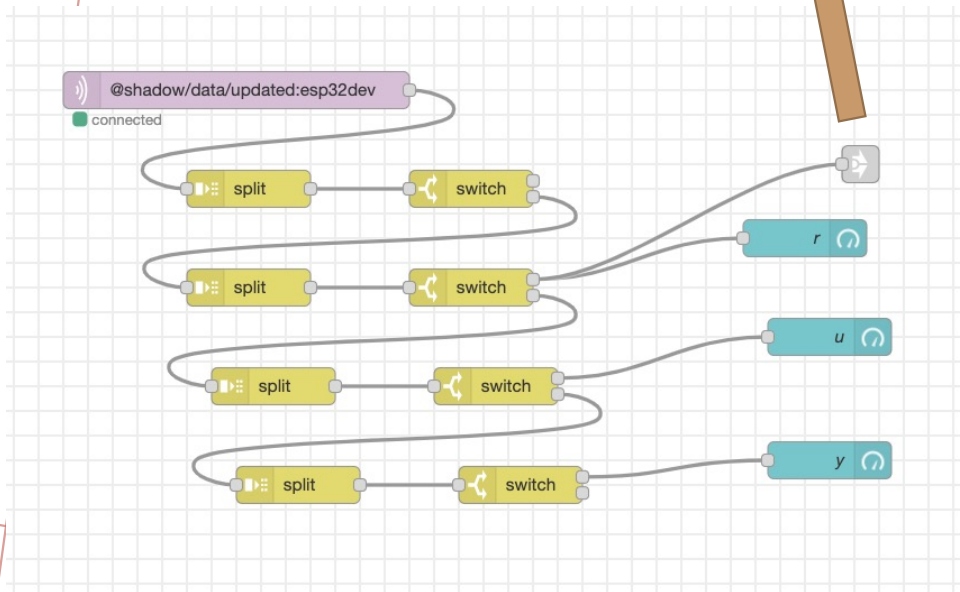 @shadow/data/updated:esp32dev
connected
split switch
r
split switch
u
split switch
y
split switch